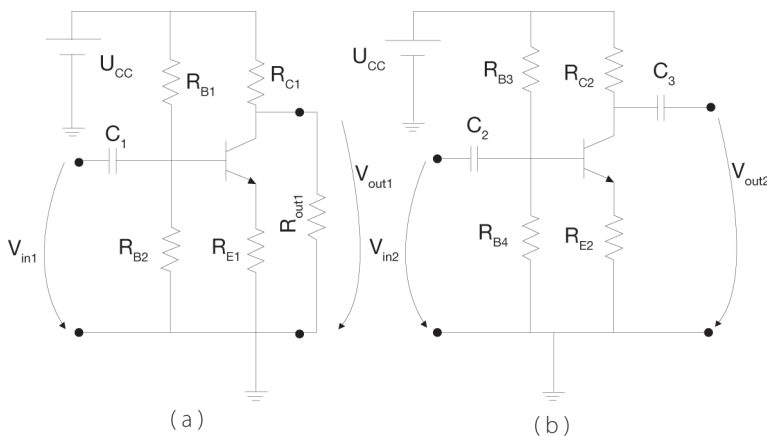 U_CC
R_B1
R_C1
C_1
V_in1
R_B2
R_E1
R_out1
V_out1
( a )
U_CC
R_B3
R_C2
C_3
C_2
V_in2
R_B4
R_E2
V_out2
( b )